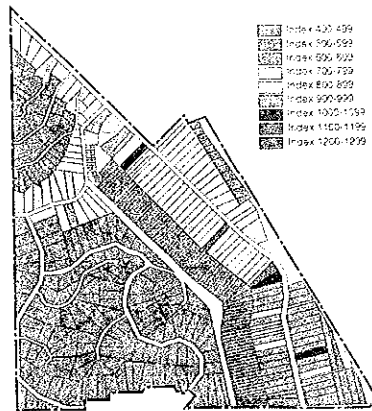 Index 400-499
Index 500-599
Index 600-699
Index 700-799
Index 800-899
Index 900-999
Index 1000-1099
Index 1100-1199
Index 1200-1299